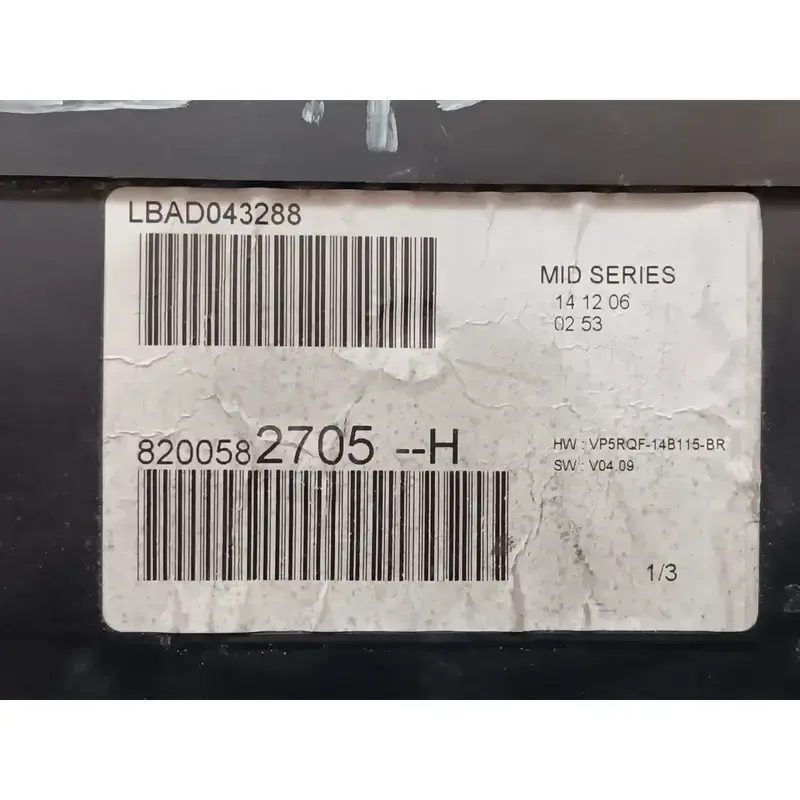 LBAD043288
MID SERIES
14 12 06
02 53
8200582705 --H
HW : VP5RQF-14B115-BR
SW : V04.09
1/3